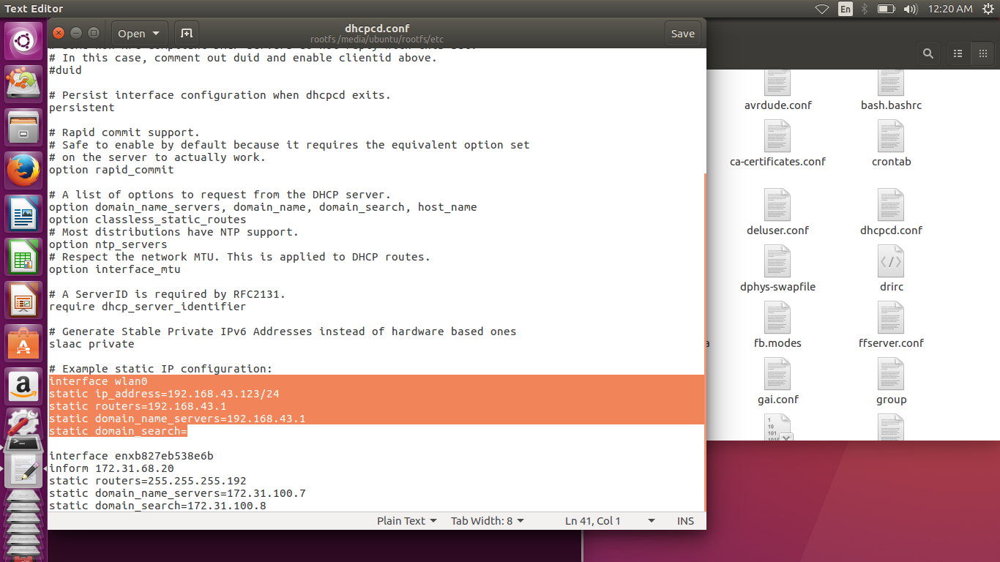 Text Editor
En
12:20 AM
Open
dhcpcd.conf
rootfs /media/ubuntu/rootfs/etc
Save
# In this case, comment out duid and enable clientid above.
#duid
# Persist interface configuration when dhcpcd exits.
persistent
# Rapid commit support.
# Safe to enable by default because it requires the equivalent option set
# on the server to actually work.
option rapid_commit
# A list of options to request from the DHCP server.
option domain_name_servers, domain_name, domain_search, host_name
option classless_static_routes
# Most distributions have NTP support.
option ntp_servers
# Respect the network MTU. This is applied to DHCP routes.
option interface_mtu
# A ServerID is required by RFC2131.
require dhcp_server_identifier
# Generate Stable Private IPv6 Addresses instead of hardware based ones
slaac private
# Example static IP configuration:
interface wlan0
static ip_address=192.168.43.123/24
static routers=192.168.43.1
static domain_name_servers=192.168.43.1
static domain_search=
interface enxb827eb538e6b
inform 172.31.68.20
static routers=255.255.255.192
static domain_name_servers=172.31.100.7
static domain_search=172.31.100.8
Plain Text
Tab Width: 8
Ln 41, Col 1
INS
avrdude.conf
bash.bashrc
ca-certificates.conf
crontab
deluser.conf
dhcpcd.conf
dphys-swapfile
drirc
fb.modes
ffserver.conf
gai.conf
group